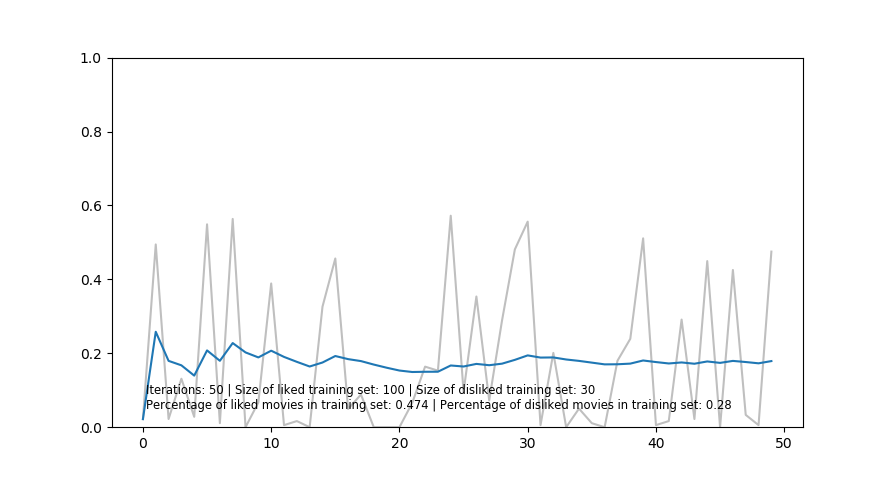 1.0
0.8
0.6
0.4
0.2
0.0
Iterations: 50 | Size of liked training set: 100 | Size of disliked training set: 30
Percentage of liked movies in training set: 0.474 | Percentage of disliked movies in training set: 0.28
0 10 20 30 40 50